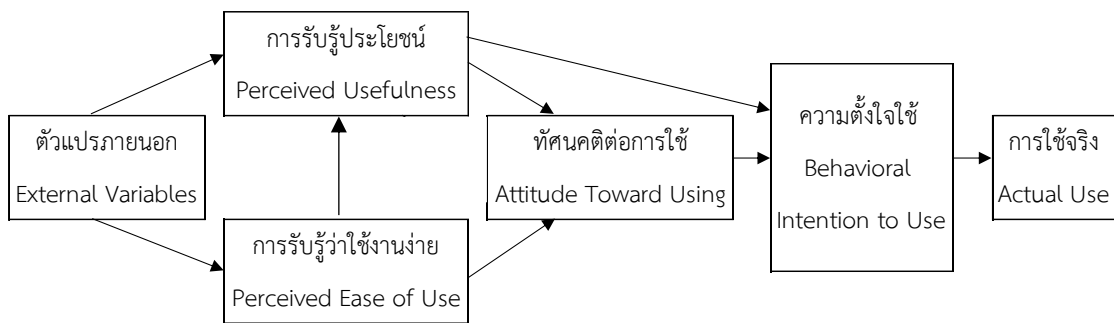 การรับรู้ประโยชน์
Perceived Usefulness
ตัวแปรภายนอก
External Variables
ทัศนคติต่อการใช้
Attitude Toward Using
ความตั้งใจใช้
Behavioral
Intention to Use
การใช้จริง
Actual Use
การรับรู้ว่าใช้งานง่าย
Perceived Ease of Use